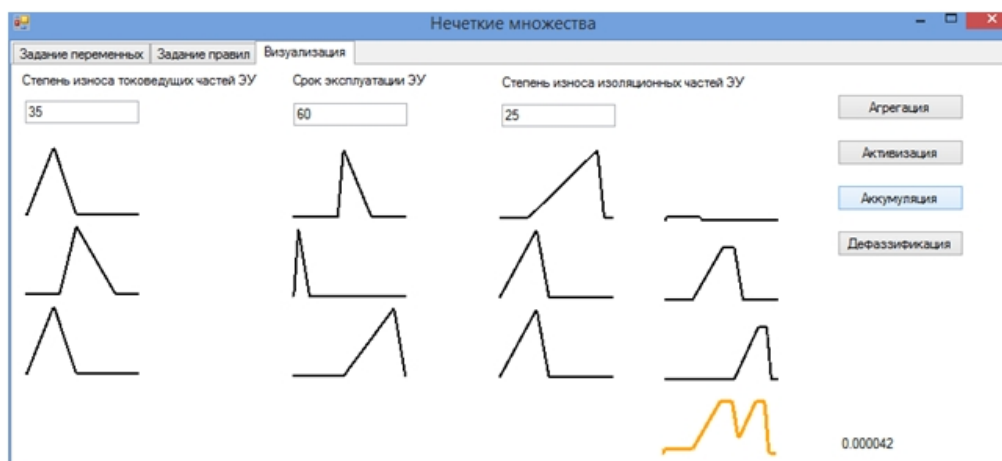 Нечеткие множества
Задание переменных Задание правил Визуализация
Степень износа токоведущих частей ЭУ Срок эксплуатации ЭУ Степень износа изоляционных частей ЭУ
35 60 25
Агрегация
Активизация
Аккумуляция
Дефаззификация
0.000042